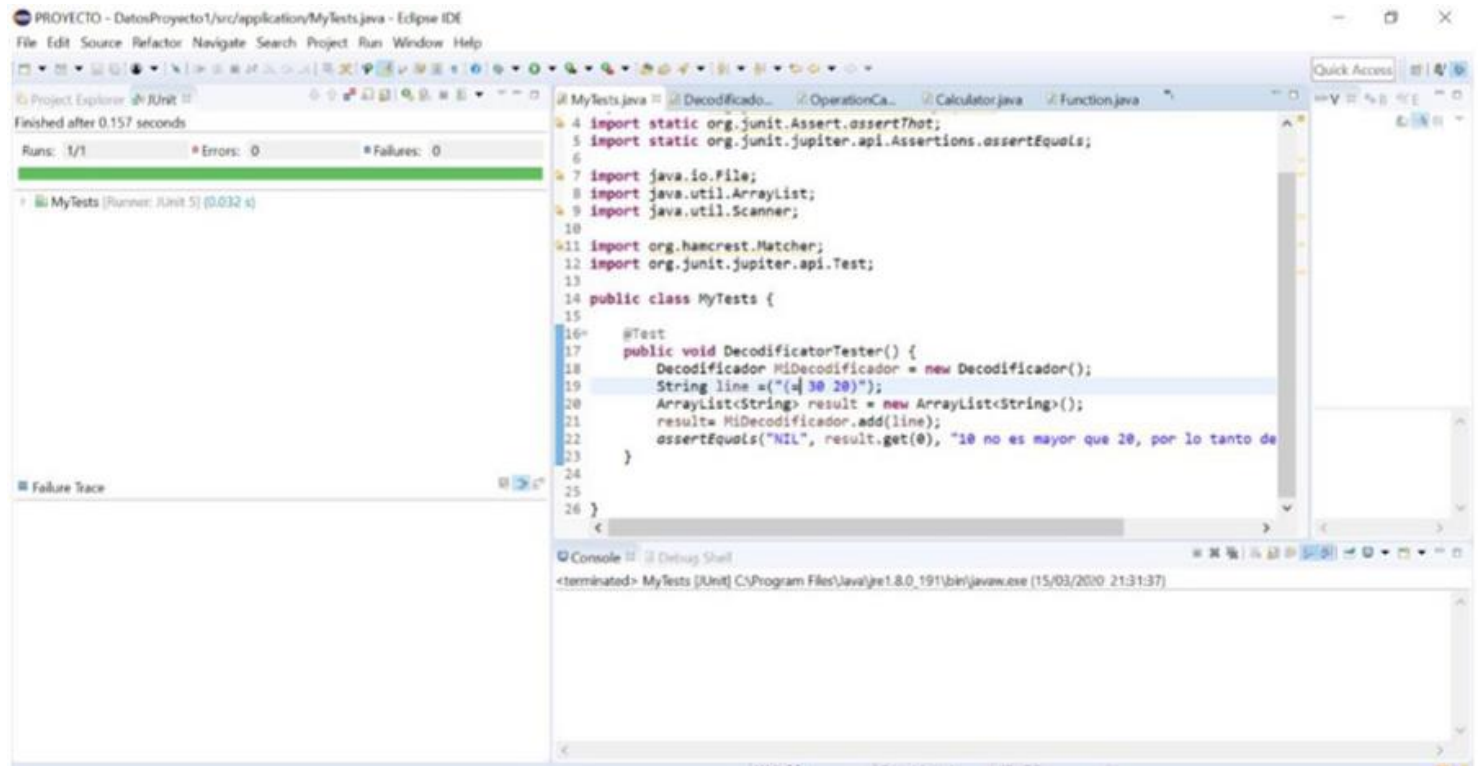 PROYECTO - DatosProyecto1/src/application/MyTests.java - Eclipse IDE
File Edit Source Refactor Navigate Search Project Run Window Help
Quick Access
Project Explorer JUnit
Finished after 0.157 seconds
Runs: 1/1 Errors: 0 Failures: 0
MyTests [Runner: JUnit 5] (0.032 s)
Failure Trace
MyTests.java Decodificado... OperationCa... Calculator.java Function.java
4 import static org.junit.Assert.assertThat;
5 import static org.junit.jupiter.api.Assertions.assertEquals;
6
7 import java.io.File;
8 import java.util.ArrayList;
9 import java.util.Scanner;
10
11 import org.hamcrest.Matcher;
12 import org.junit.jupiter.api.Test;
13
14 public class MyTests {
15
16 @Test
17 public void DecodificatorTester() {
18 Decodificador MiDecodificador = new Decodificador();
19 String line =("(= 30 20)");
20 ArrayList<String> result = new ArrayList<String>();
21 result= MiDecodificador.add(line);
22 assertEquals("NIL", result.get(0), "10 no es mayor que 20, por lo tanto de
23 }
24
25
26 }
Console Debug Shell
<terminated> MyTests [JUnit] C:\Program Files\Java\jre1.8.0_191\bin\javaw.exe (15/03/2020 21:31:37)